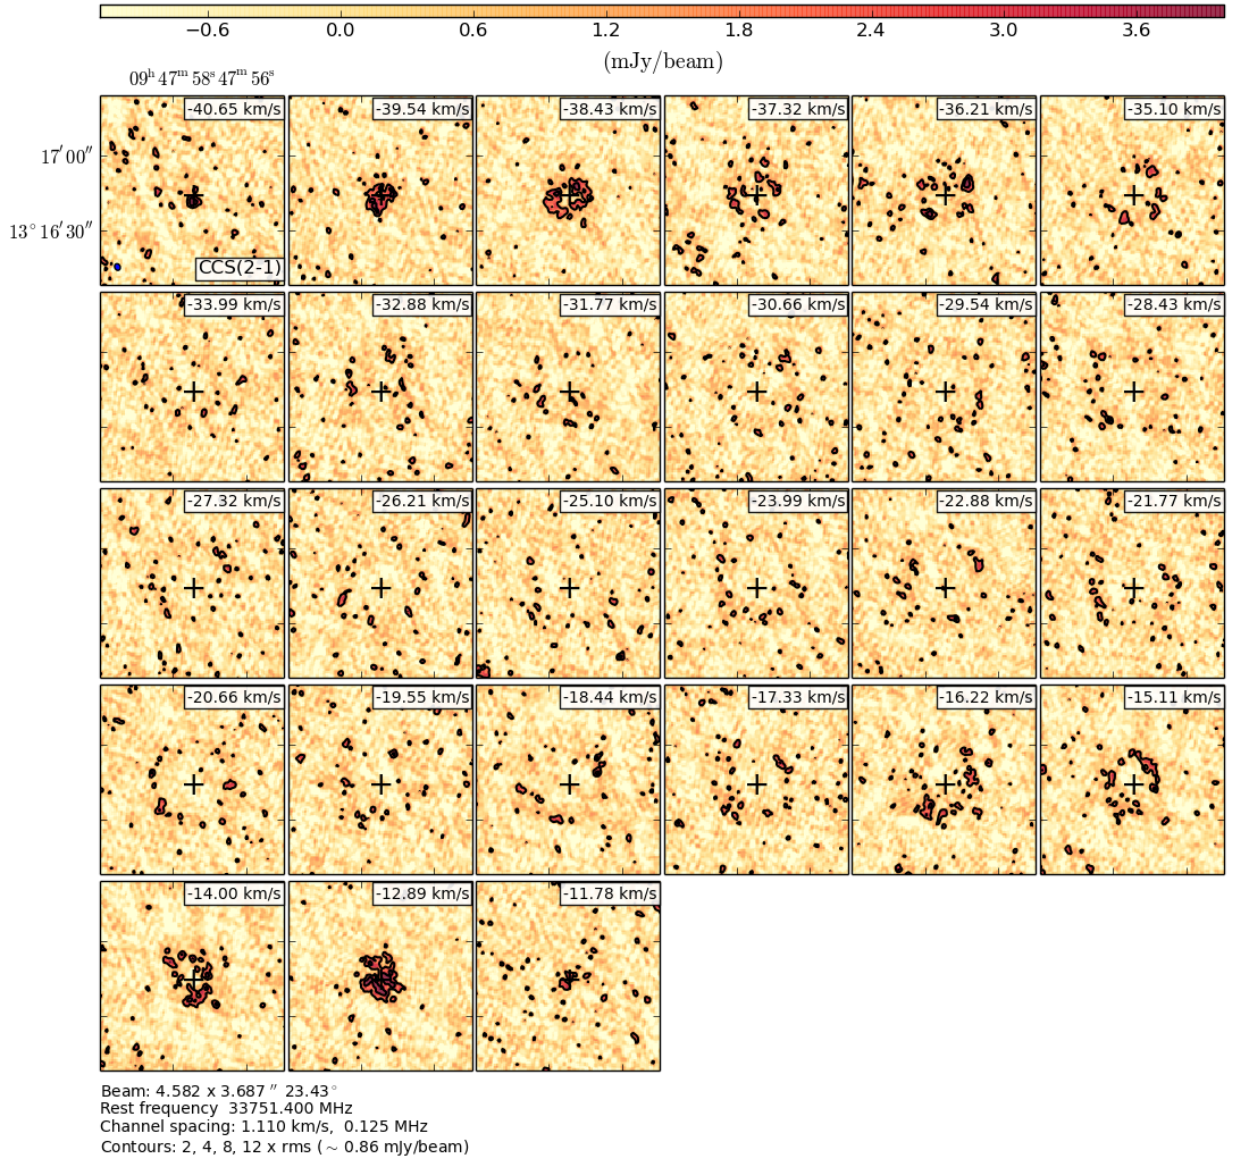 −0.6 0.0 0.6 1.2 1.8 2.4 3.0 3.6
(mJy/beam)
09ʰ 47ᵐ 58ˢ 47ᵐ 56ˢ
-40.65 km/s -39.54 km/s -38.43 km/s -37.32 km/s -36.21 km/s -35.10 km/s
17′00″
13° 16′30″
CCS(2-1)
-33.99 km/s -32.88 km/s -31.77 km/s -30.66 km/s -29.54 km/s -28.43 km/s
-27.32 km/s -26.21 km/s -25.10 km/s -23.99 km/s -22.88 km/s -21.77 km/s
-20.66 km/s -19.55 km/s -18.44 km/s -17.33 km/s -16.22 km/s -15.11 km/s
-14.00 km/s -12.89 km/s -11.78 km/s
Beam: 4.582 x 3.687 ″ 23.43°
Rest frequency 33751.400 MHz
Channel spacing: 1.110 km/s, 0.125 MHz
Contours: 2, 4, 8, 12 x rms (∼ 0.86 mJy/beam)